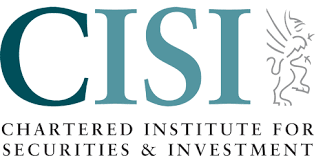 CISI
CHARTERED INSTITUTE FOR
SECURITIES & INVESTMENT